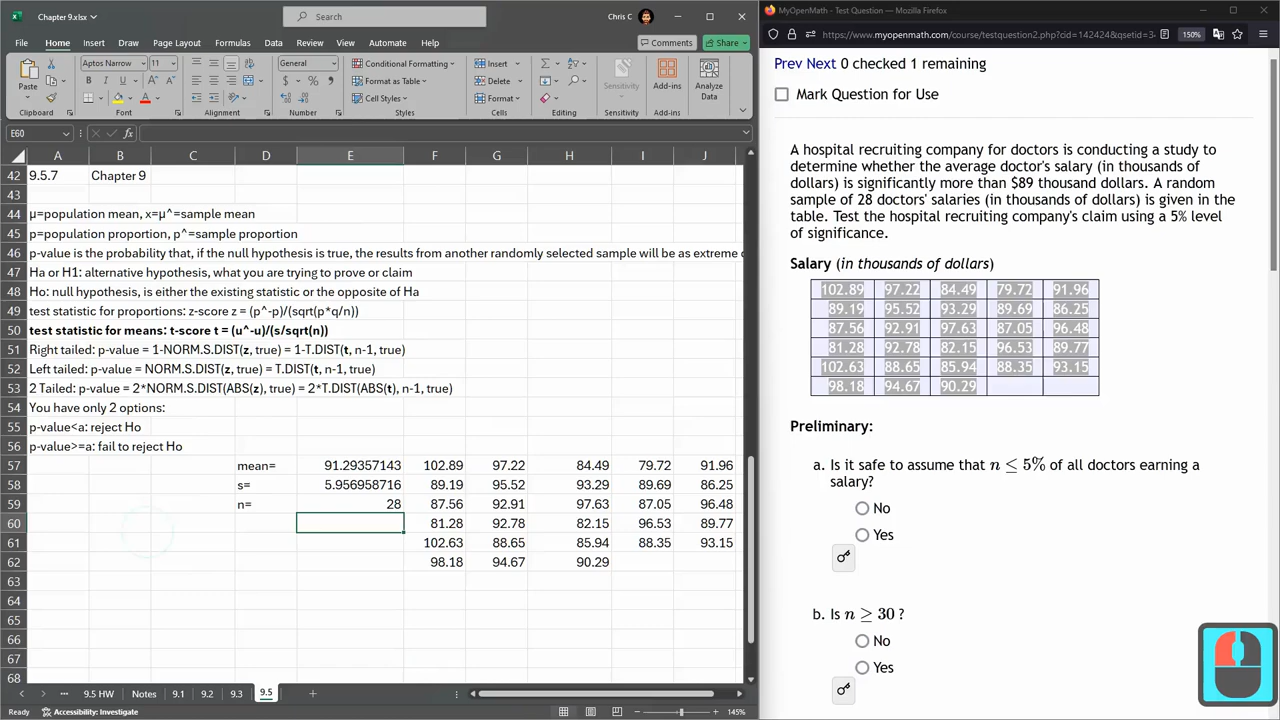 Chapter 9.xlsx
Search
Chris C
File Home Insert Draw Page Layout Formulas Data Review View Automate Help
Comments Share
Paste
Aptos Narrow 11
General
Conditional Formatting
Format as Table
Cell Styles
Insert
Delete
Format
Sensitivity
Add-ins
Analyze Data
Clipboard Font Alignment Number Styles Cells Editing Sensitivity Add-ins
E60
A B C D E F G H I J
42 9.5.7 Chapter 9
43
44 μ=population mean, x=μ^=sample mean
45 p=population proportion, p^=sample proportion
46 p-value is the probability that, if the null hypothesis is true, the results from another randomly selected sample will be as extreme
47 Ha or H1: alternative hypothesis, what you are trying to prove or claim
48 Ho: null hypothesis, is either the existing statistic or the opposite of Ha
49 test statistic for proportions: z-score z = (p^-p)/(sqrt(p*q/n))
50 test statistic for means: t-score t = (u^-u)/(s/sqrt(n))
51 Right tailed: p-value = 1-NORM.S.DIST(z, true) = 1-T.DIST(t, n-1, true)
52 Left tailed: p-value = NORM.S.DIST(z, true) = T.DIST(t, n-1, true)
53 2 Tailed: p-value = 2*NORM.S.DIST(ABS(z), true) = 2*T.DIST(ABS(t), n-1, true)
54 You have only 2 options:
55 p-value<a: reject Ho
56 p-value>=a: fail to reject Ho
57 mean= 91.29357143 102.89 97.22 84.49 79.72 91.96
58 s= 5.956958716 89.19 95.52 93.29 89.69 86.25
59 n= 28 87.56 92.91 97.63 87.05 96.48
60 81.28 92.78 82.15 96.53 89.77
61 102.63 88.65 85.94 88.35 93.15
62 98.18 94.67 90.29
63
64
65
66
67
68
9.5 HW Notes 9.1 9.2 9.3 9.5
Ready Accessibility: Investigate 145%
MyOpenMath - Test Question — Mozilla Firefox
https://www.myopenmath.com/course/testquestion2.php?cid=142424&qsetid=3
150%
Prev Next 0 checked 1 remaining
Mark Question for Use
A hospital recruiting company for doctors is conducting a study to
determine whether the average doctor's salary (in thousands of
dollars) is significantly more than $89 thousand dollars. A random
sample of 28 doctors' salaries (in thousands of dollars) is given in the
table. Test the hospital recruiting company's claim using a 5% level
of significance.
Salary (in thousands of dollars)
102.89 97.22 84.49 79.72 91.96
89.19 95.52 93.29 89.69 86.25
87.56 92.91 97.63 87.05 96.48
81.28 92.78 82.15 96.53 89.77
102.63 88.65 85.94 88.35 93.15
98.18 94.67 90.29
Preliminary:
a. Is it safe to assume that n ≤ 5% of all doctors earning a
salary?
No
Yes
b. Is n ≥ 30 ?
No
Yes